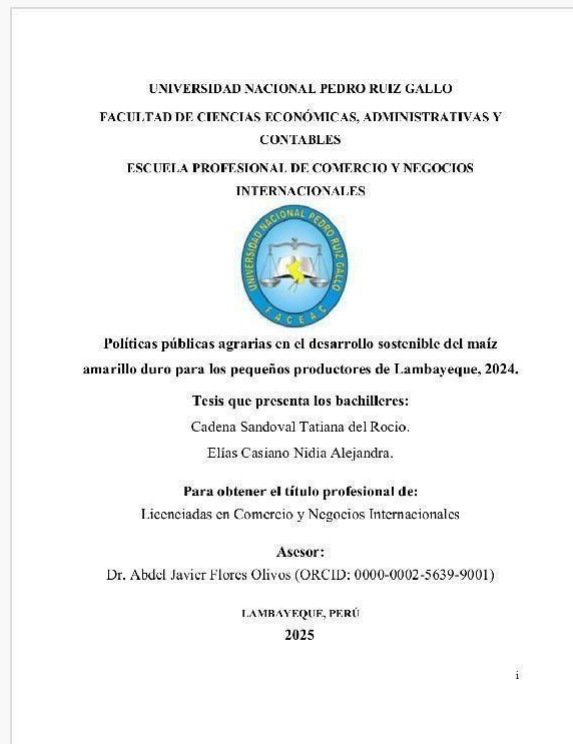 UNIVERSIDAD NACIONAL PEDRO RUIZ GALLO
FACULTAD DE CIENCIAS ECONÓMICAS, ADMINISTRATIVAS Y
CONTABLES
ESCUELA PROFESIONAL DE COMERCIO Y NEGOCIOS
INTERNACIONALES
UNIVERSIDAD NACIONAL PEDRO RUIZ GALLO
FACEAC
Políticas públicas agrarias en el desarrollo sostenible del maíz
amarillo duro para los pequeños productores de Lambayeque, 2024.
Tesis que presenta los bachilleres:
Cadena Sandoval Tatiana del Rocio.
Elías Casiano Nidia Alejandra.
Para obtener el título profesional de:
Licenciadas en Comercio y Negocios Internacionales
Asesor:
Dr. Abdel Javier Flores Olivos (ORCID: 0000-0002-5639-9001)
LAMBAYEQUE, PERÚ
2025
i